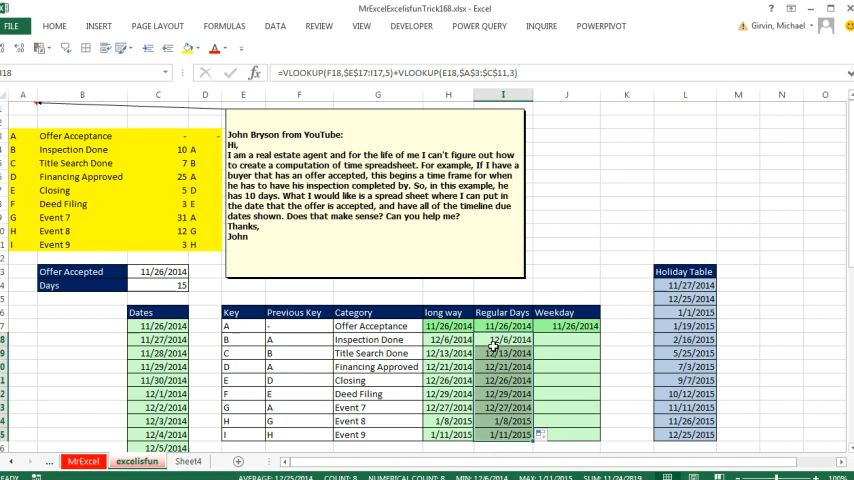 MrExcelExcelisfunTrick168.xlsx - Excel
FILE HOME INSERT PAGE LAYOUT FORMULAS DATA REVIEW VIEW DEVELOPER POWER QUERY INQUIRE POWERPIVOT Girvin, Michael
I18 =VLOOKUP(F18,$E$17:I17,5)+VLOOKUP(E18,$A$3:$C$11,3)
A B C D E F G H I J K L M N O
A Offer Acceptance - -
B Inspection Done 10 A
C Title Search Done 7 B
D Financing Approved 25 A
E Closing 5 D
F Deed Filing 3 E
G Event 7 31 A
H Event 8 12 G
I Event 9 3 H
John Bryson from YouTube:
Hi,
I am a real estate agent and for the life of me I can't figure out how
to create a computation of time spreadsheet. For example, If I have a
buyer that has an offer accepted, this begins a time frame for when
he has to have his inspection completed by. So, in this example, he
has 10 days. What I would like is a spread sheet where I can put in
the date that the offer is accepted, and have all of the timeline due
dates shown. Does that make sense? Can you help me?
Thanks,
John
Offer Accepted 11/26/2014 Holiday Table
Days 15 11/27/2014
12/25/2014
Dates Key Previous Key Category long way Regular Days Weekday 1/1/2015
11/26/2014 A - Offer Acceptance 11/26/2014 11/26/2014 11/26/2014 1/19/2015
11/27/2014 B A Inspection Done 12/6/2014 12/6/2014 2/16/2015
11/28/2014 C B Title Search Done 12/13/2014 12/13/2014 5/25/2015
11/29/2014 D A Financing Approved 12/21/2014 12/21/2014 7/3/2015
11/30/2014 E D Closing 12/26/2014 12/26/2014 9/7/2015
12/1/2014 F E Deed Filing 12/29/2014 12/29/2014 10/12/2015
12/2/2014 G A Event 7 12/27/2014 12/27/2014 11/11/2015
12/3/2014 H G Event 8 1/8/2015 1/8/2015 11/26/2015
12/4/2014 I H Event 9 1/11/2015 1/11/2015 12/25/2015
12/5/2014
... MrExcel excelisfun Sheet4
READY AVERAGE: 12/25/2014 COUNT: 8 NUMERICAL COUNT: 8 MIN: 12/6/2014 MAX: 1/11/2015 SUM: 11/24/2819 100%